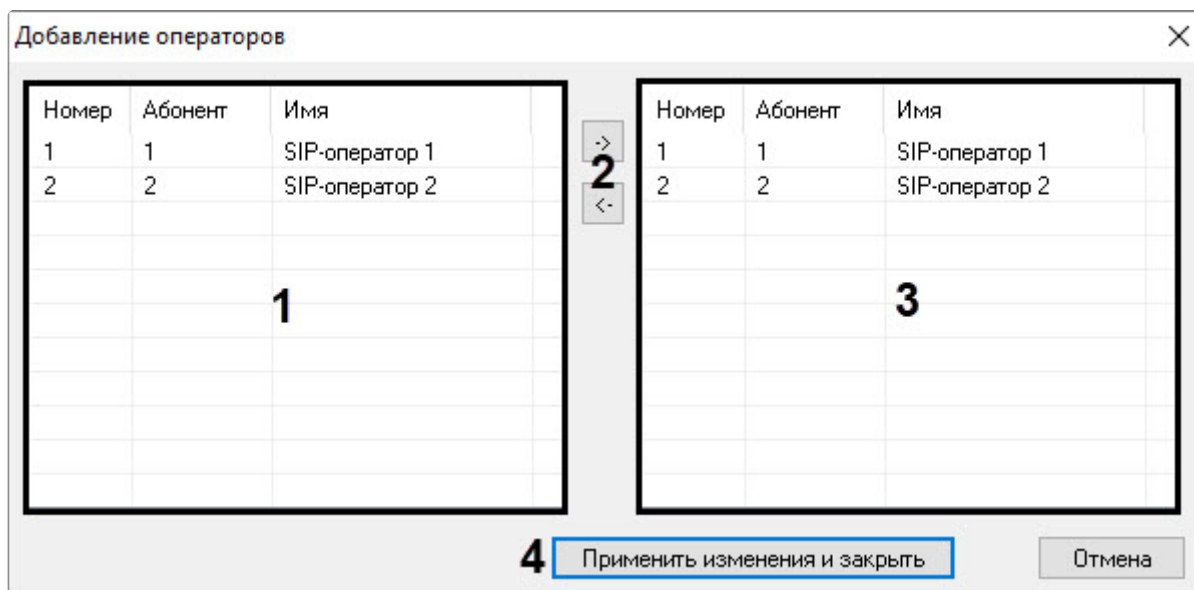 Добавление операторов
Номер Абонент Имя
1 1 SIP-оператор 1
2 2 SIP-оператор 2
1
->
2
<-
Номер Абонент Имя
1 1 SIP-оператор 1
2 2 SIP-оператор 2
3
4 Применить изменения и закрыть Отмена